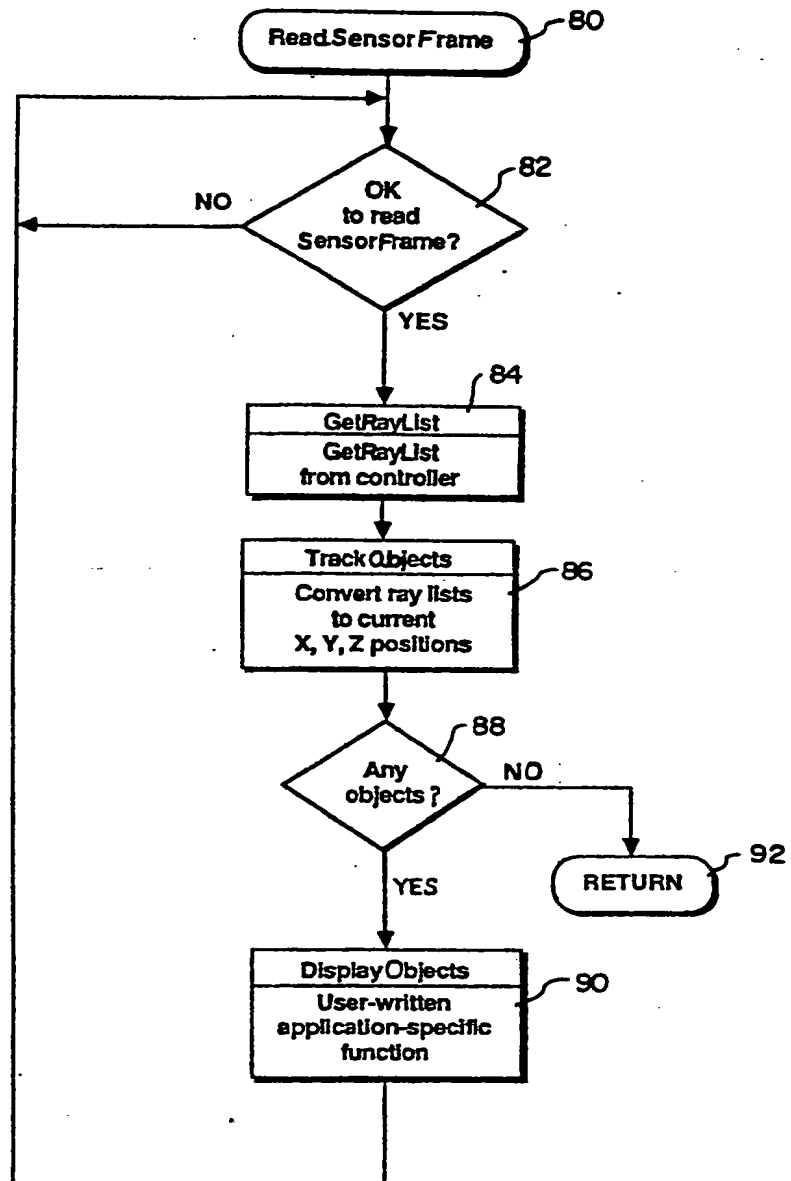 ReadSensorFrame
80
OK
to read
SensorFrame?
82
NO
YES
84
GetRayList
GetRayList
from controller
TrackObjects
86
Convert ray lists
to current
X, Y, Z positions
88
Any
objects?
NO
92
RETURN
YES
DisplayObjects
90
User-written
application-specific
function